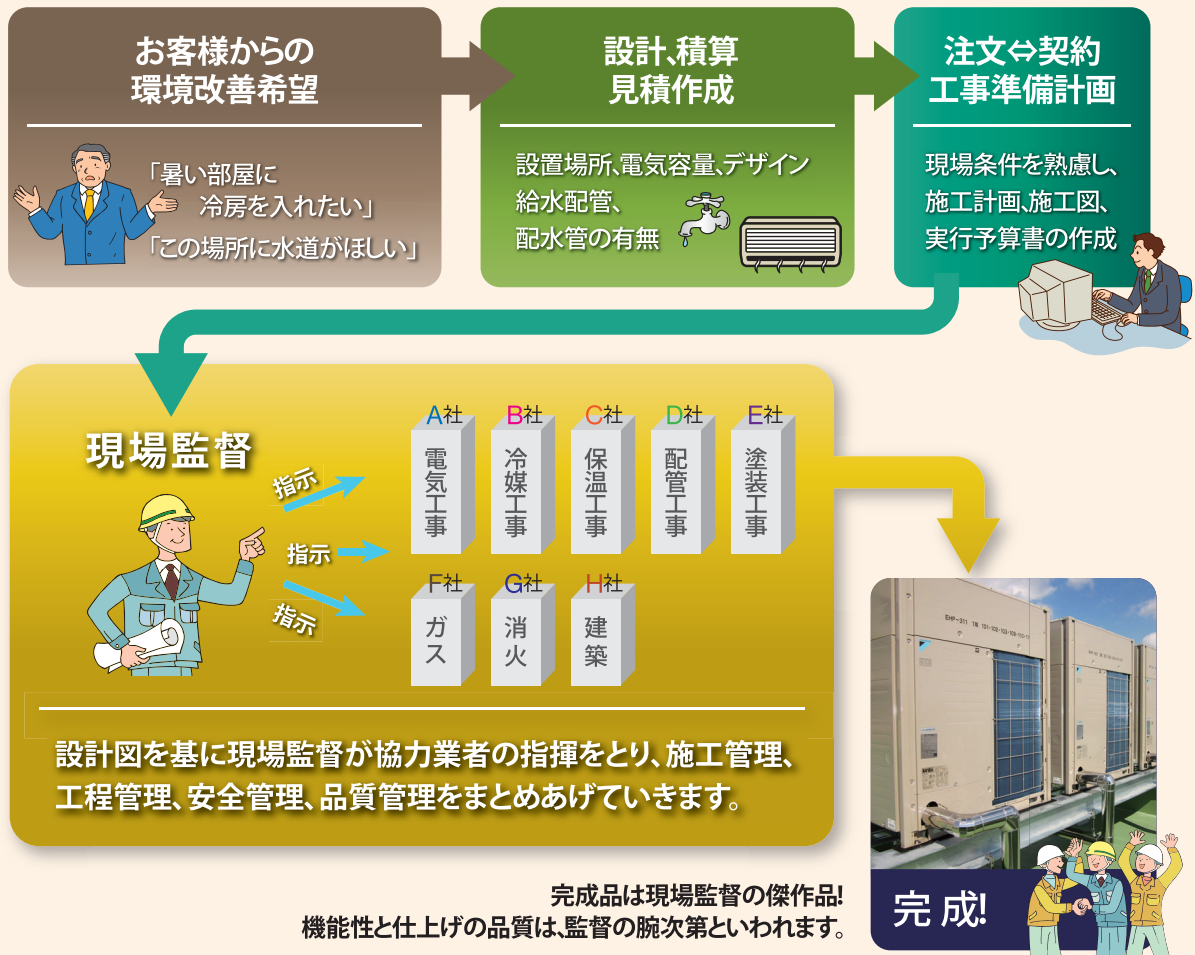 お客様からの
環境改善希望
「暑い部屋に
冷房を入れたい」
「この場所に水道がほしい」
設計、積算
見積作成
設置場所、電気容量、デザイン
給水配管、
配水管の有無
注文⇔契約
工事準備計画
現場条件を熟慮し、
施工計画、施工図、
実行予算書の作成
現場監督
指示
指示
指示
A社
電気工事
B社
冷媒工事
C社
保温工事
D社
配管工事
E社
塗装工事
F社
ガス
G社
消火
H社
建築
設計図を基に現場監督が協力業者の指揮をとり、施工管理、
工程管理、安全管理、品質管理をまとめあげていきます。
完成!
完成品は現場監督の傑作品!
機能性と仕上げの品質は、監督の腕次第といわれます。